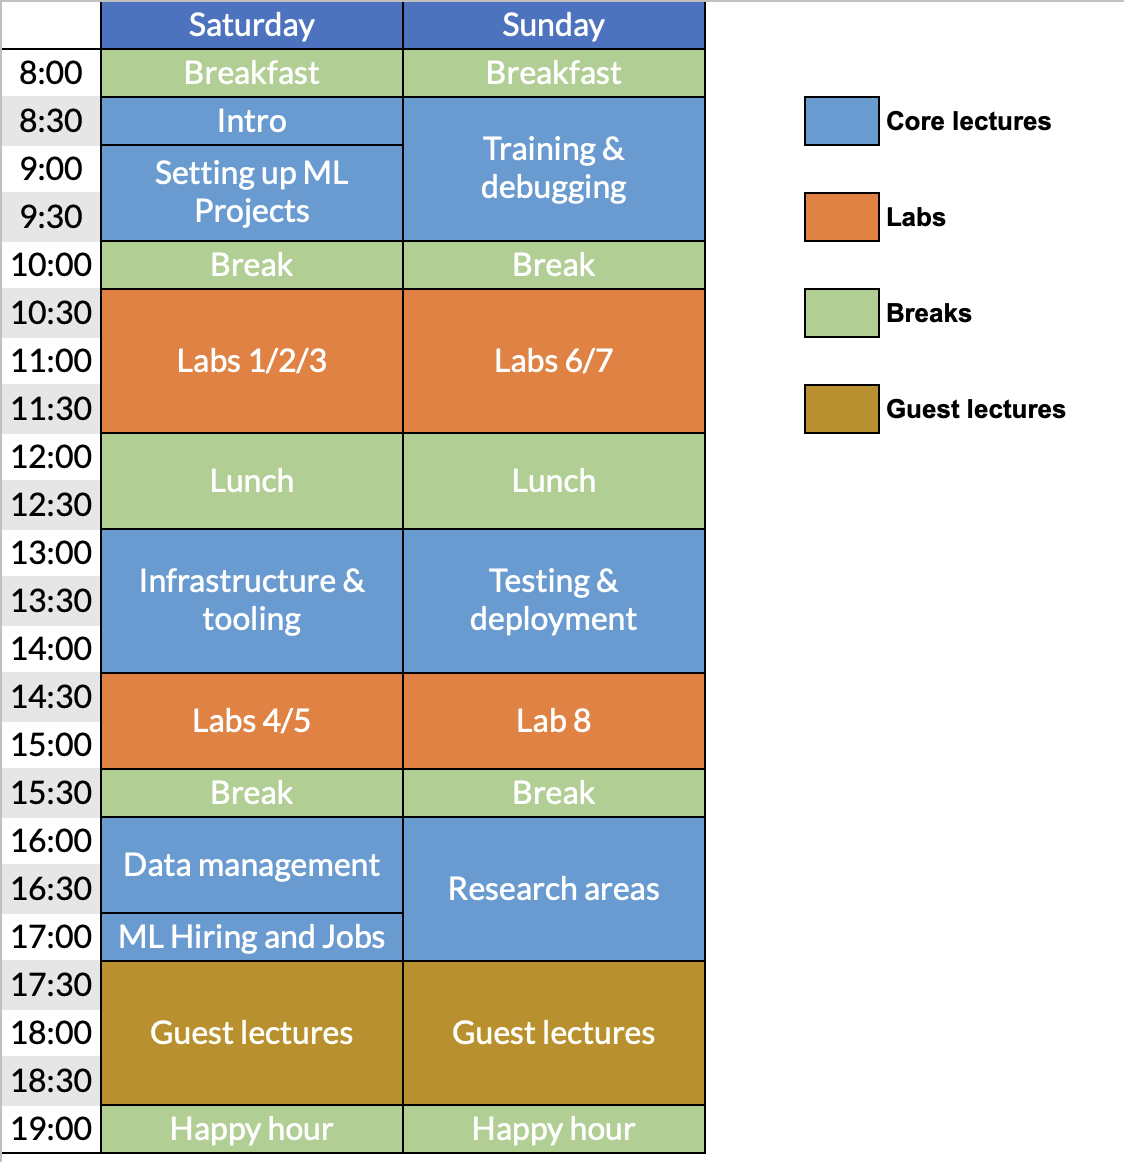 Saturday
Sunday
8:00
Breakfast
Breakfast
8:30
Intro
Training &
debugging
9:00
Setting up ML
Projects
9:30
10:00
Break
Break
10:30
11:00
Labs 1/2/3
Labs 6/7
11:30
12:00
Lunch
Lunch
12:30
13:00
Infrastructure &
tooling
Testing &
deployment
13:30
14:00
14:30
Labs 4/5
Lab 8
15:00
15:30
Break
Break
16:00
Data management
16:30
Research areas
17:00
ML Hiring and Jobs
17:30
18:00
Guest lectures
Guest lectures
18:30
19:00
Happy hour
Happy hour
Core lectures
Labs
Breaks
Guest lectures